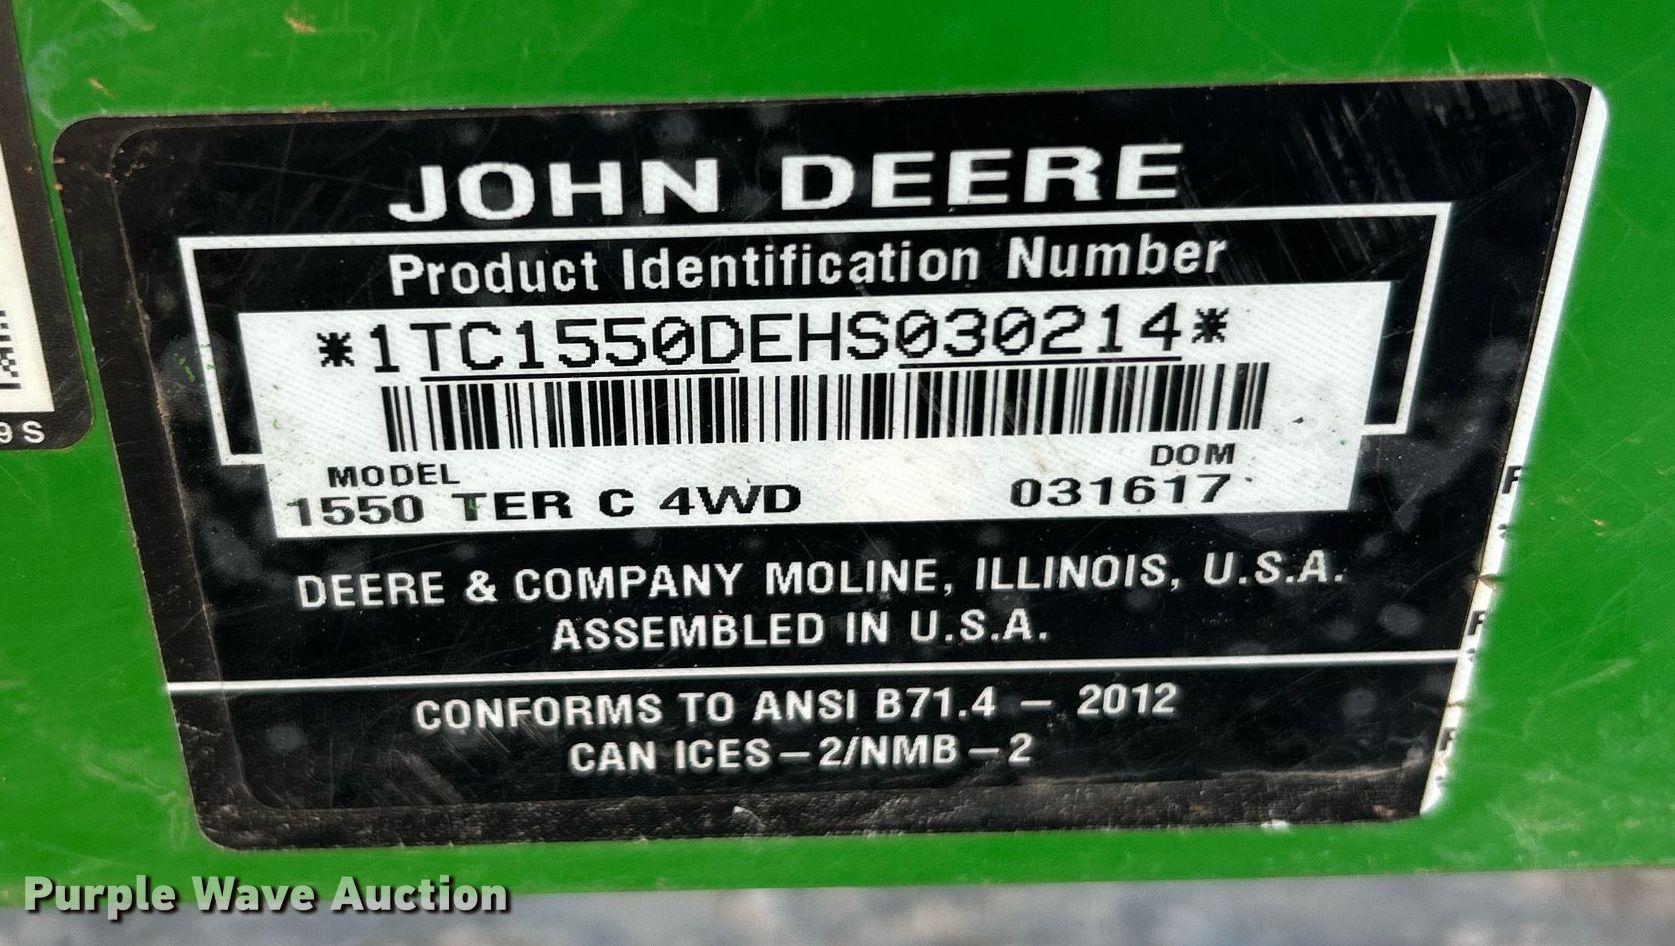 JOHN DEERE
Product Identification Number
*1TC1550DEHS030214*
MODEL
DOM
1550 TER C 4WD
031617
DEERE & COMPANY MOLINE, ILLINOIS, U.S.A.
ASSEMBLED IN U.S.A.
CONFORMS TO ANSI B71.4 – 2012
CAN ICES – 2/NMB – 2
9 S
Purple Wave Auction